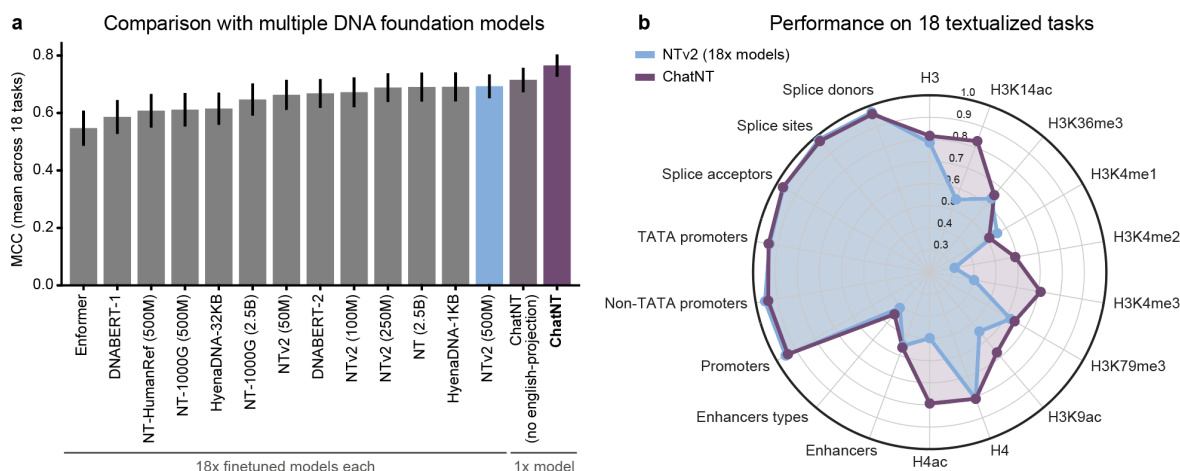 a
Comparison with multiple DNA foundation models
MCC (mean across 18 tasks)
0.8
0.6
0.4
0.2
0.0
Enformer
DNABERT-1
NT-HumanRef (500M)
NT-1000G (500M)
HyenaDNA-32KB
NT-1000G (2.5B)
NTv2 (50M)
DNABERT-2
NTv2 (100M)
NTv2 (250M)
NT (2.5B)
HyenaDNA-1KB
NTv2 (500M)
ChatNT
(no english-projection)
ChatNT
18x finetuned models each
1x model
b
Performance on 18 textualized tasks
NTv2 (18x models)
ChatNT
H3
H3K14ac
H3K36me3
H3K4me1
H3K4me2
H3K4me3
H3K79me3
H3K9ac
H4
H4ac
Enhancers
Enhancers types
Promoters
Non-TATA promoters
TATA promoters
Splice acceptors
Splice sites
Splice donors
1.0
0.9
0.8
0.7
0.4
0.3